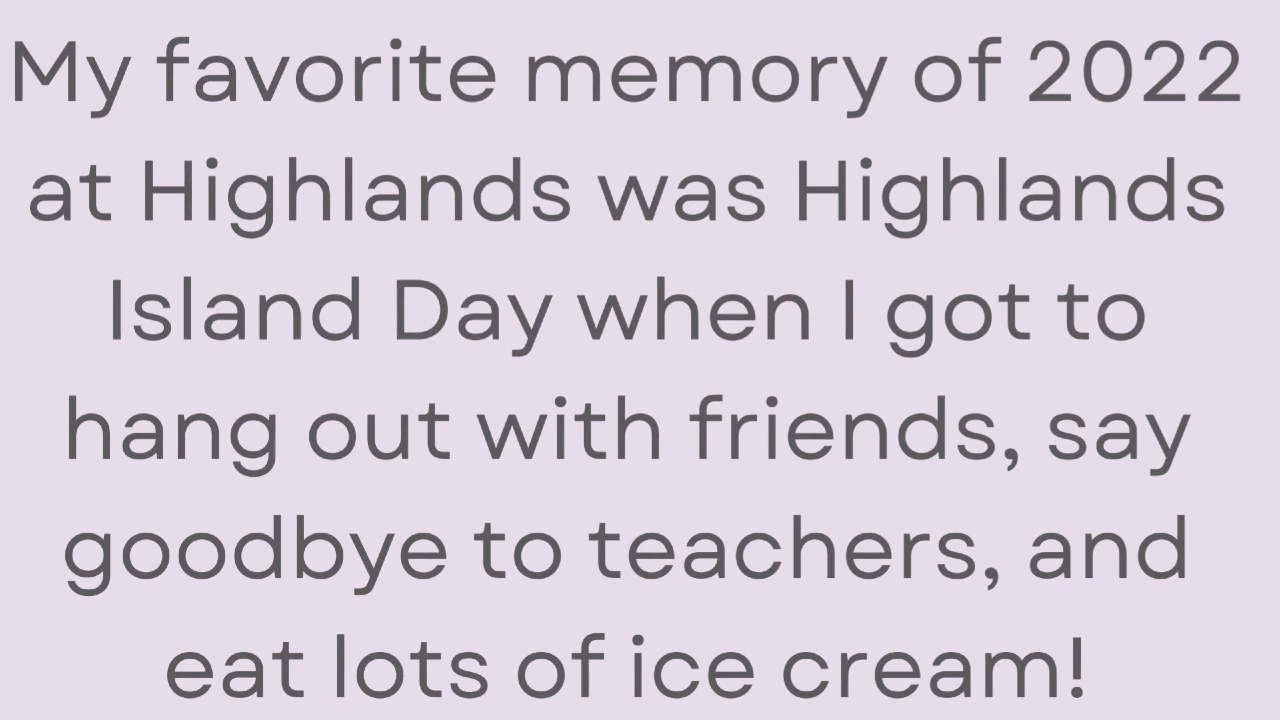 My favorite memory of 2022
at Highlands was Highlands
Island Day when I got to
hang out with friends, say
goodbye to teachers, and
eat lots of ice cream!